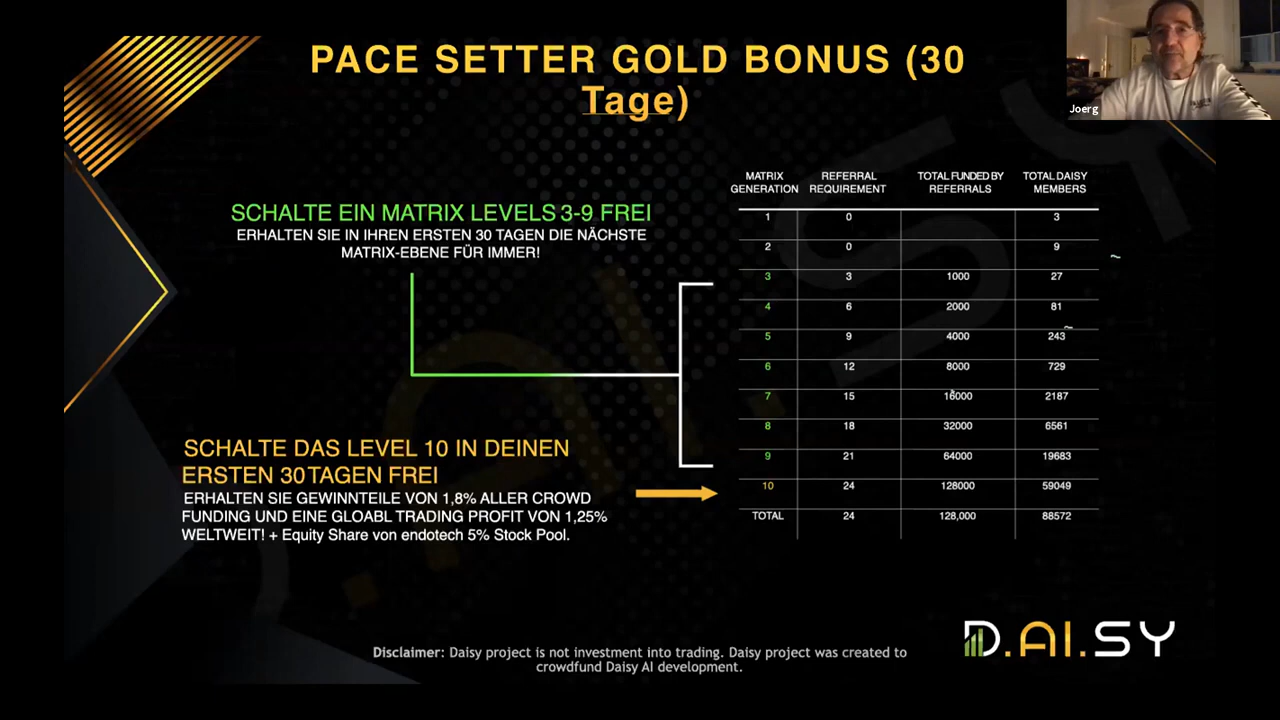 PACE SETTER GOLD BONUS (30
Tage)
Joerg
SCHALTE EIN MATRIX LEVELS 3-9 FREI
ERHALTEN SIE IN IHREN ERSTEN 30 TAGEN DIE NÄCHSTE
MATRIX-EBENE FÜR IMMER!
SCHALTE DAS LEVEL 10 IN DEINEN
ERSTEN 30 TAGEN FREI
ERHALTEN SIE GEWINNTEILE VON 1,8% ALLER CROWD
FUNDING UND EINE GLOABL TRADING PROFIT VON 1,25%
WELTWEIT! + Equity Share von endotech 5% Stock Pool.
MATRIX GENERATION REFERRAL REQUIREMENT TOTAL FUNDED BY REFERRALS TOTAL DAISY MEMBERS
1 0 3
2 0 9
3 3 1000 27
4 6 2000 81
5 9 4000 243
6 12 8000 729
7 15 16000 2187
8 18 32000 6561
9 21 64000 19683
10 24 128000 59049
TOTAL 24 128,000 88572
D.AI.SY
Disclaimer: Daisy project is not investment into trading. Daisy project was created to
crowdfund Daisy AI development.